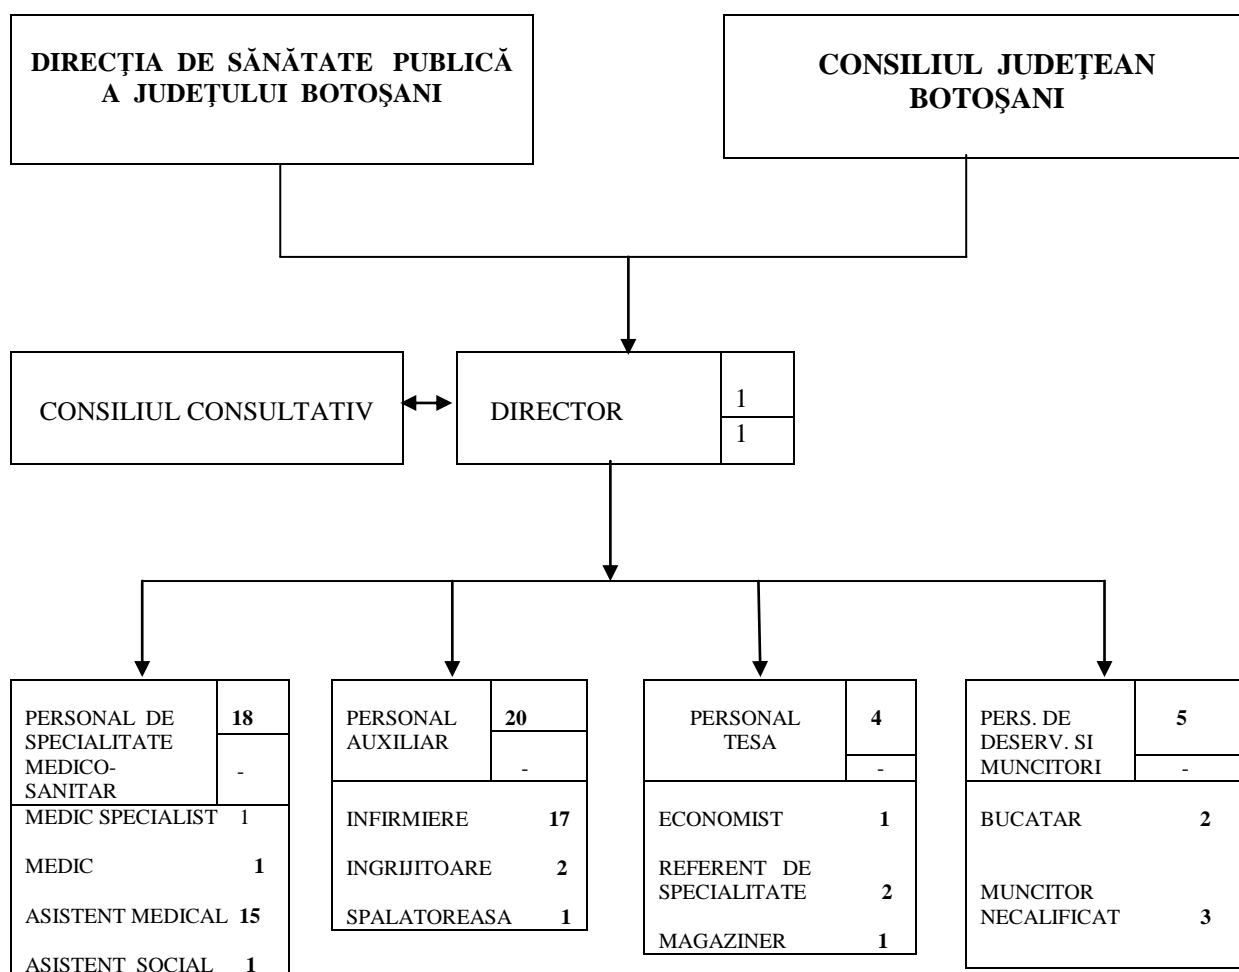 DIRECŢIA DE SĂNĂTATE PUBLICĂ
A JUDEŢULUI BOTOŞANI
CONSILIUL JUDEŢEAN
BOTOŞANI
CONSILIUL CONSULTATIV
DIRECTOR
1
1
PERSONAL DE
SPECIALITATE
MEDICO-
SANITAR
18
-
MEDIC SPECIALIST 1
MEDIC 1
ASISTENT MEDICAL 15
ASISTENT SOCIAL 1
PERSONAL
AUXILIAR
20
-
INFIRMIERE 17
INGRIJITOARE 2
SPALATOREASA 1
PERSONAL
TESA
4
-
ECONOMIST 1
REFERENT DE
SPECIALITATE 2
MAGAZINER 1
PERS. DE
DESERV. SI
MUNCITORI
5
-
BUCATAR 2
MUNCITOR
NECALIFICAT 3